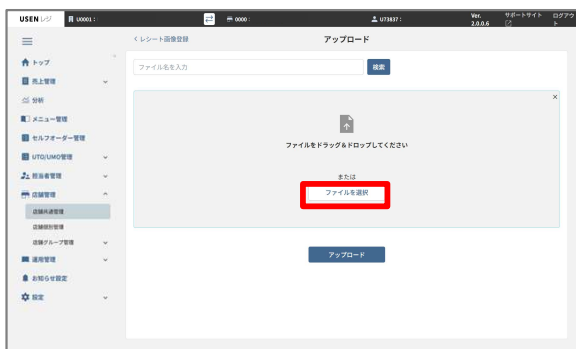 USEN レジ
U0001 :
0000 :
U73837 :
Ver.
2.0.0.6
サポートサイト
ログアウ
ト
< レシート画像登録
アップロード
トップ
売上管理
分析
メニュー管理
セルフオーダー管理
UTO/UMO管理
担当者管理
店舗管理
店舗共通管理
店舗個別管理
店舗グループ管理
運用管理
お知らせ設定
設定
ファイル名を入力
検索
×
ファイルをドラッグ&ドロップしてください
または
ファイルを選択
アップロード